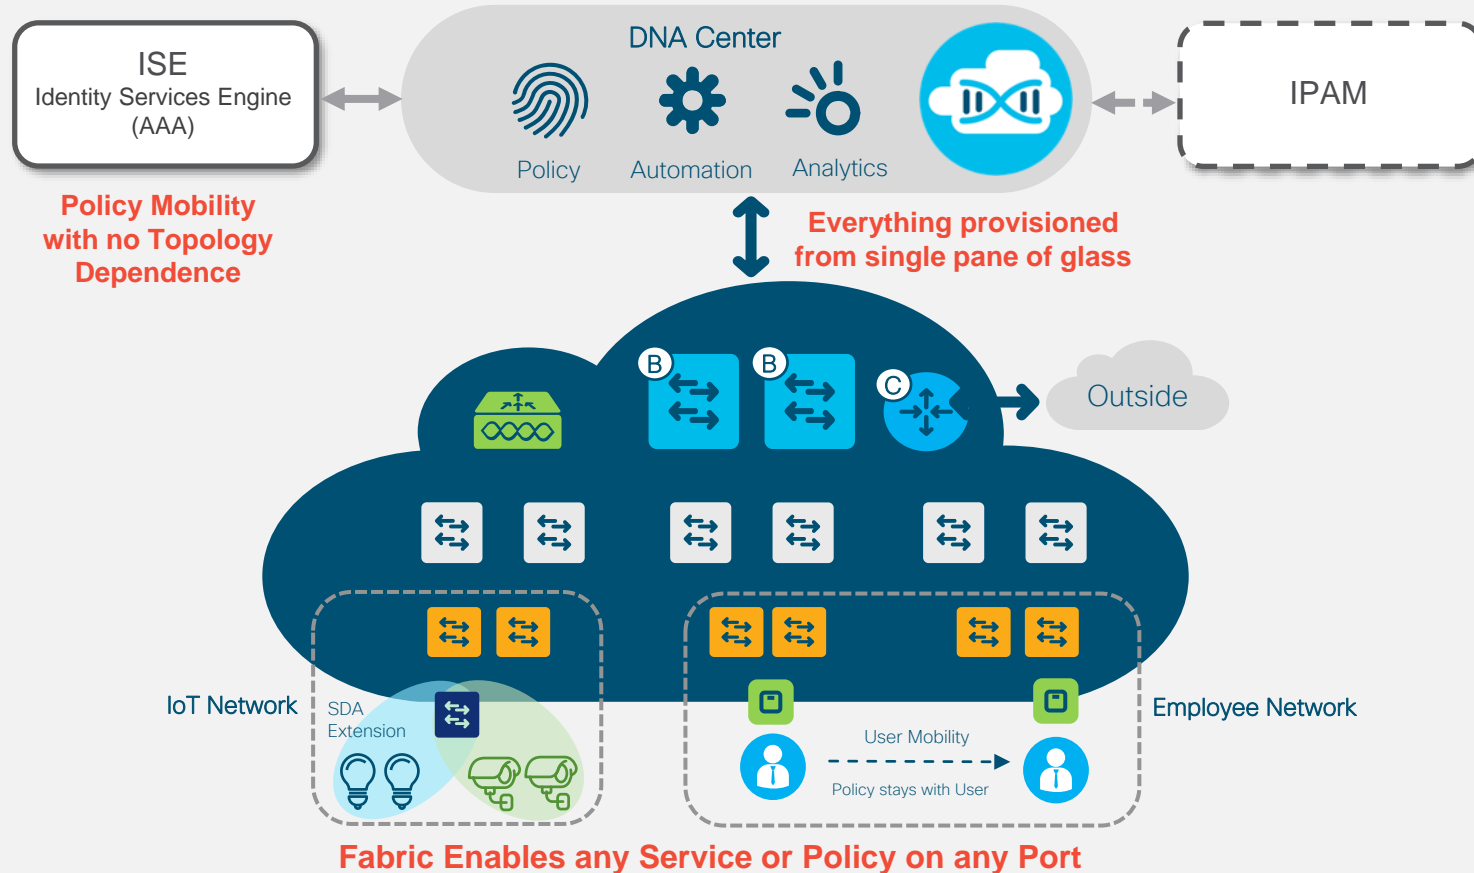 DNA Center
ISE
Identity Services Engine
(AAA)
IPAM
Policy
Automation
Analytics
Policy Mobility
with no Topology
Dependence
Everything provisioned
from single pane of glass
B
B
C
Outside
IoT Network
SDA
Extension
Employee Network
User Mobility
Policy stays with User
Fabric Enables any Service or Policy on any Port